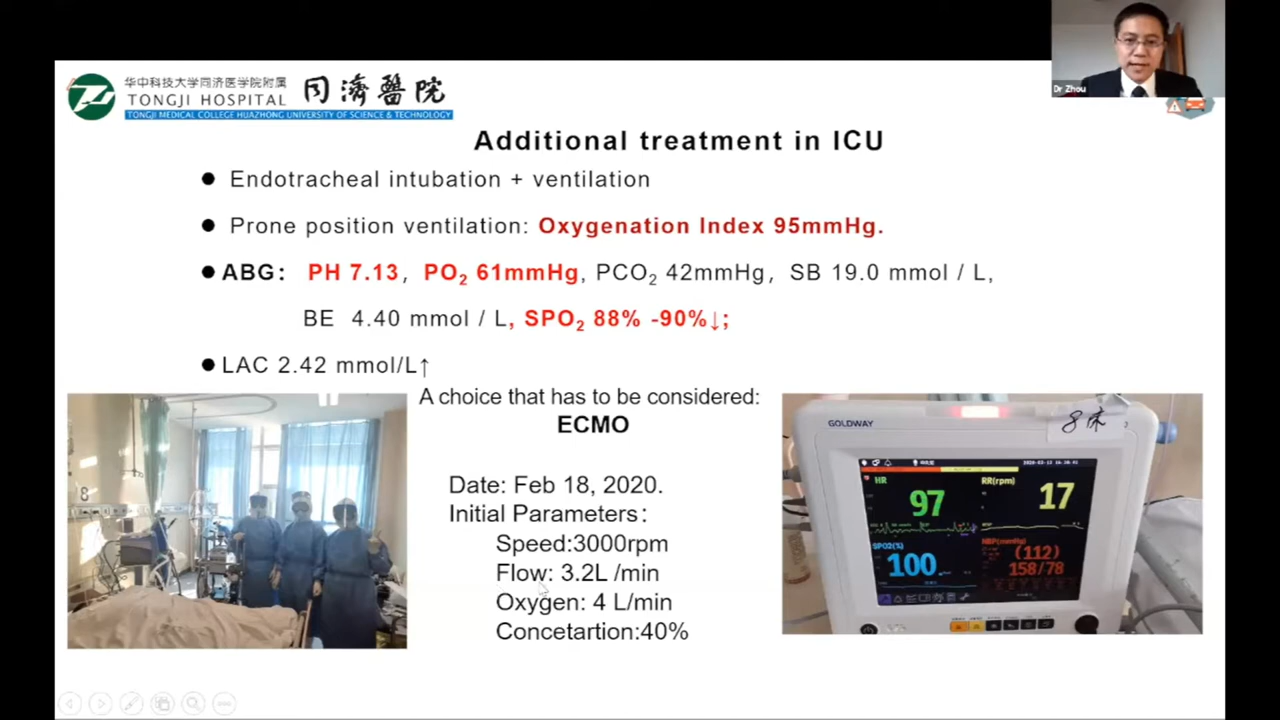 Dr Zhou
华中科技大学同济医学院附属
TONGJI HOSPITAL
同濟醫院
TONGJI MEDICAL COLLEGE HUAZHONG UNIVERSITY OF SCIENCE & TECHNOLOGY
Additional treatment in ICU
● Endotracheal intubation + ventilation
● Prone position ventilation: Oxygenation Index 95mmHg.
● ABG: PH 7.13, PO₂ 61mmHg, PCO₂ 42mmHg, SB 19.0 mmol / L,
BE 4.40 mmol / L, SPO₂ 88% -90%↓;
● LAC 2.42 mmol/L↑
A choice that has to be considered:
ECMO
Date: Feb 18, 2020.
Initial Parameters:
Speed:3000rpm
Flow: 3.2L /min
Oxygen: 4 L/min
Concetartion:40%
8
GOLDWAY
8床
HR
97
RR(rpm)
17
SPO2(%)
100
NBP(mmHg)
(112)
158/78